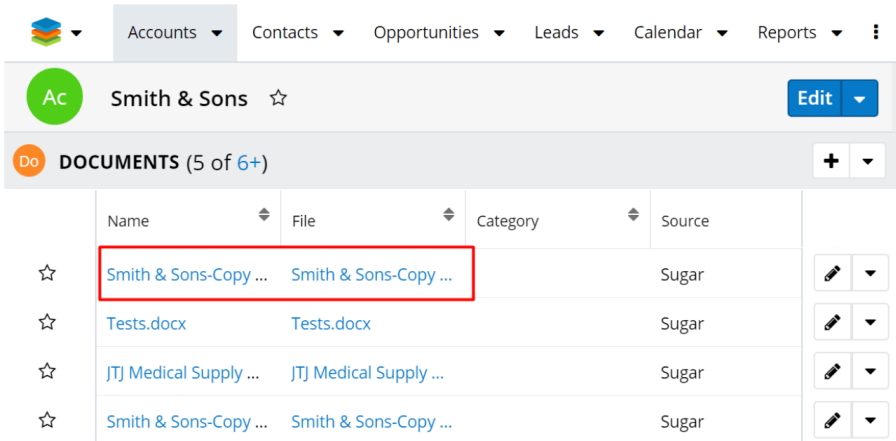 Accounts Contacts Opportunities Leads Calendar Reports
Ac Smith & Sons Edit
Do DOCUMENTS (5 of 6+)
Name File Category Source
Smith & Sons-Copy ... Smith & Sons-Copy ... Sugar
Tests.docx Tests.docx Sugar
JTJ Medical Supply ... JTJ Medical Supply ... Sugar
Smith & Sons-Copy ... Smith & Sons-Copy ... Sugar